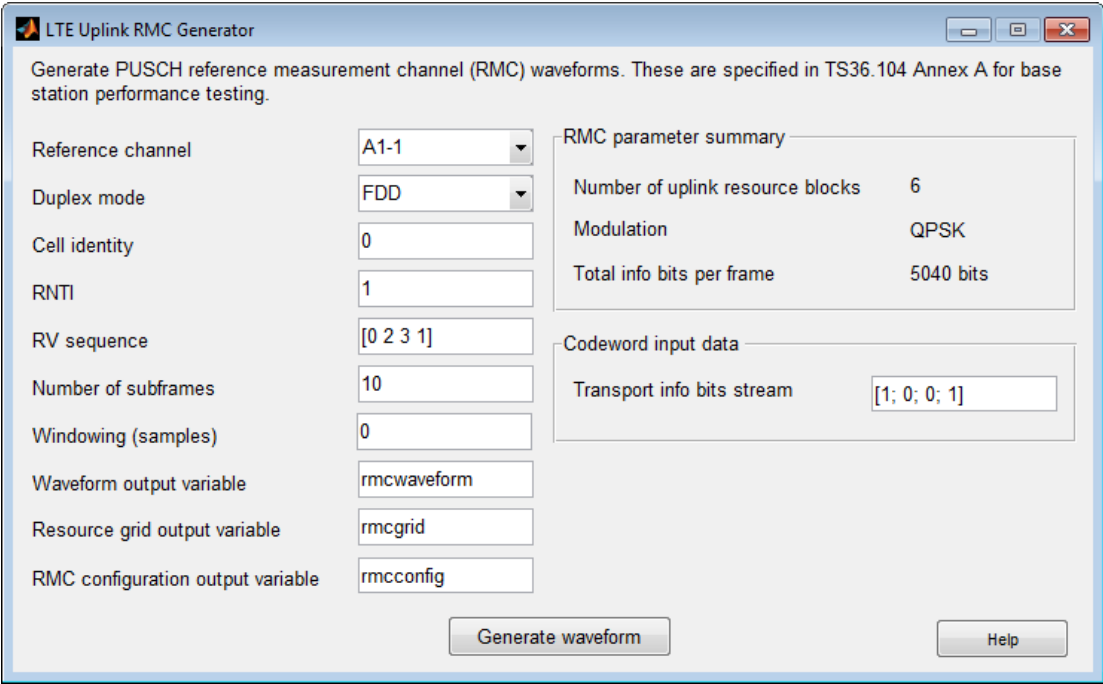 LTE Uplink RMC Generator
Generate PUSCH reference measurement channel (RMC) waveforms. These are specified in TS36.104 Annex A for base
station performance testing.
Reference channel A1-1
Duplex mode FDD
Cell identity 0
RNTI 1
RV sequence [0 2 3 1]
Number of subframes 10
Windowing (samples) 0
Waveform output variable rmcwaveform
Resource grid output variable rmcgrid
RMC configuration output variable rmcconfig
RMC parameter summary
Number of uplink resource blocks 6
Modulation QPSK
Total info bits per frame 5040 bits
Codeword input data
Transport info bits stream [1; 0; 0; 1]
Generate waveform
Help